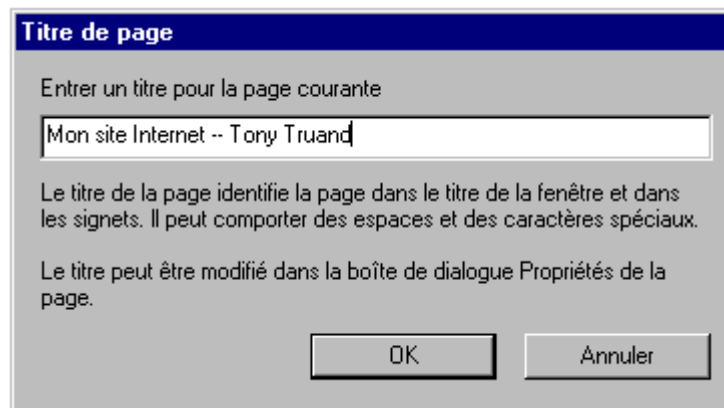 Titre de page
Entrer un titre pour la page courante
Mon site Internet -- Tony Truand
Le titre de la page identifie la page dans le titre de la fenêtre et dans
les signets. Il peut comporter des espaces et des caractères spéciaux.
Le titre peut être modifié dans la boîte de dialogue Propriétés de la
page.
OK
Annuler